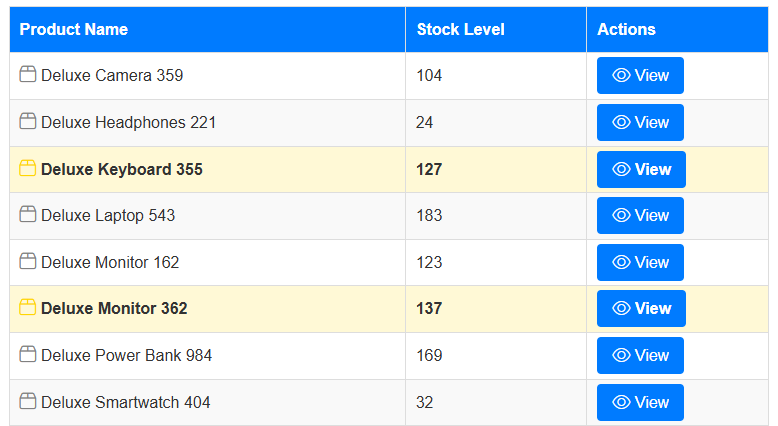 Product Name Stock Level Actions
Deluxe Camera 359 104 View
Deluxe Headphones 221 24 View
Deluxe Keyboard 355 127 View
Deluxe Laptop 543 183 View
Deluxe Monitor 162 123 View
Deluxe Monitor 362 137 View
Deluxe Power Bank 984 169 View
Deluxe Smartwatch 404 32 View